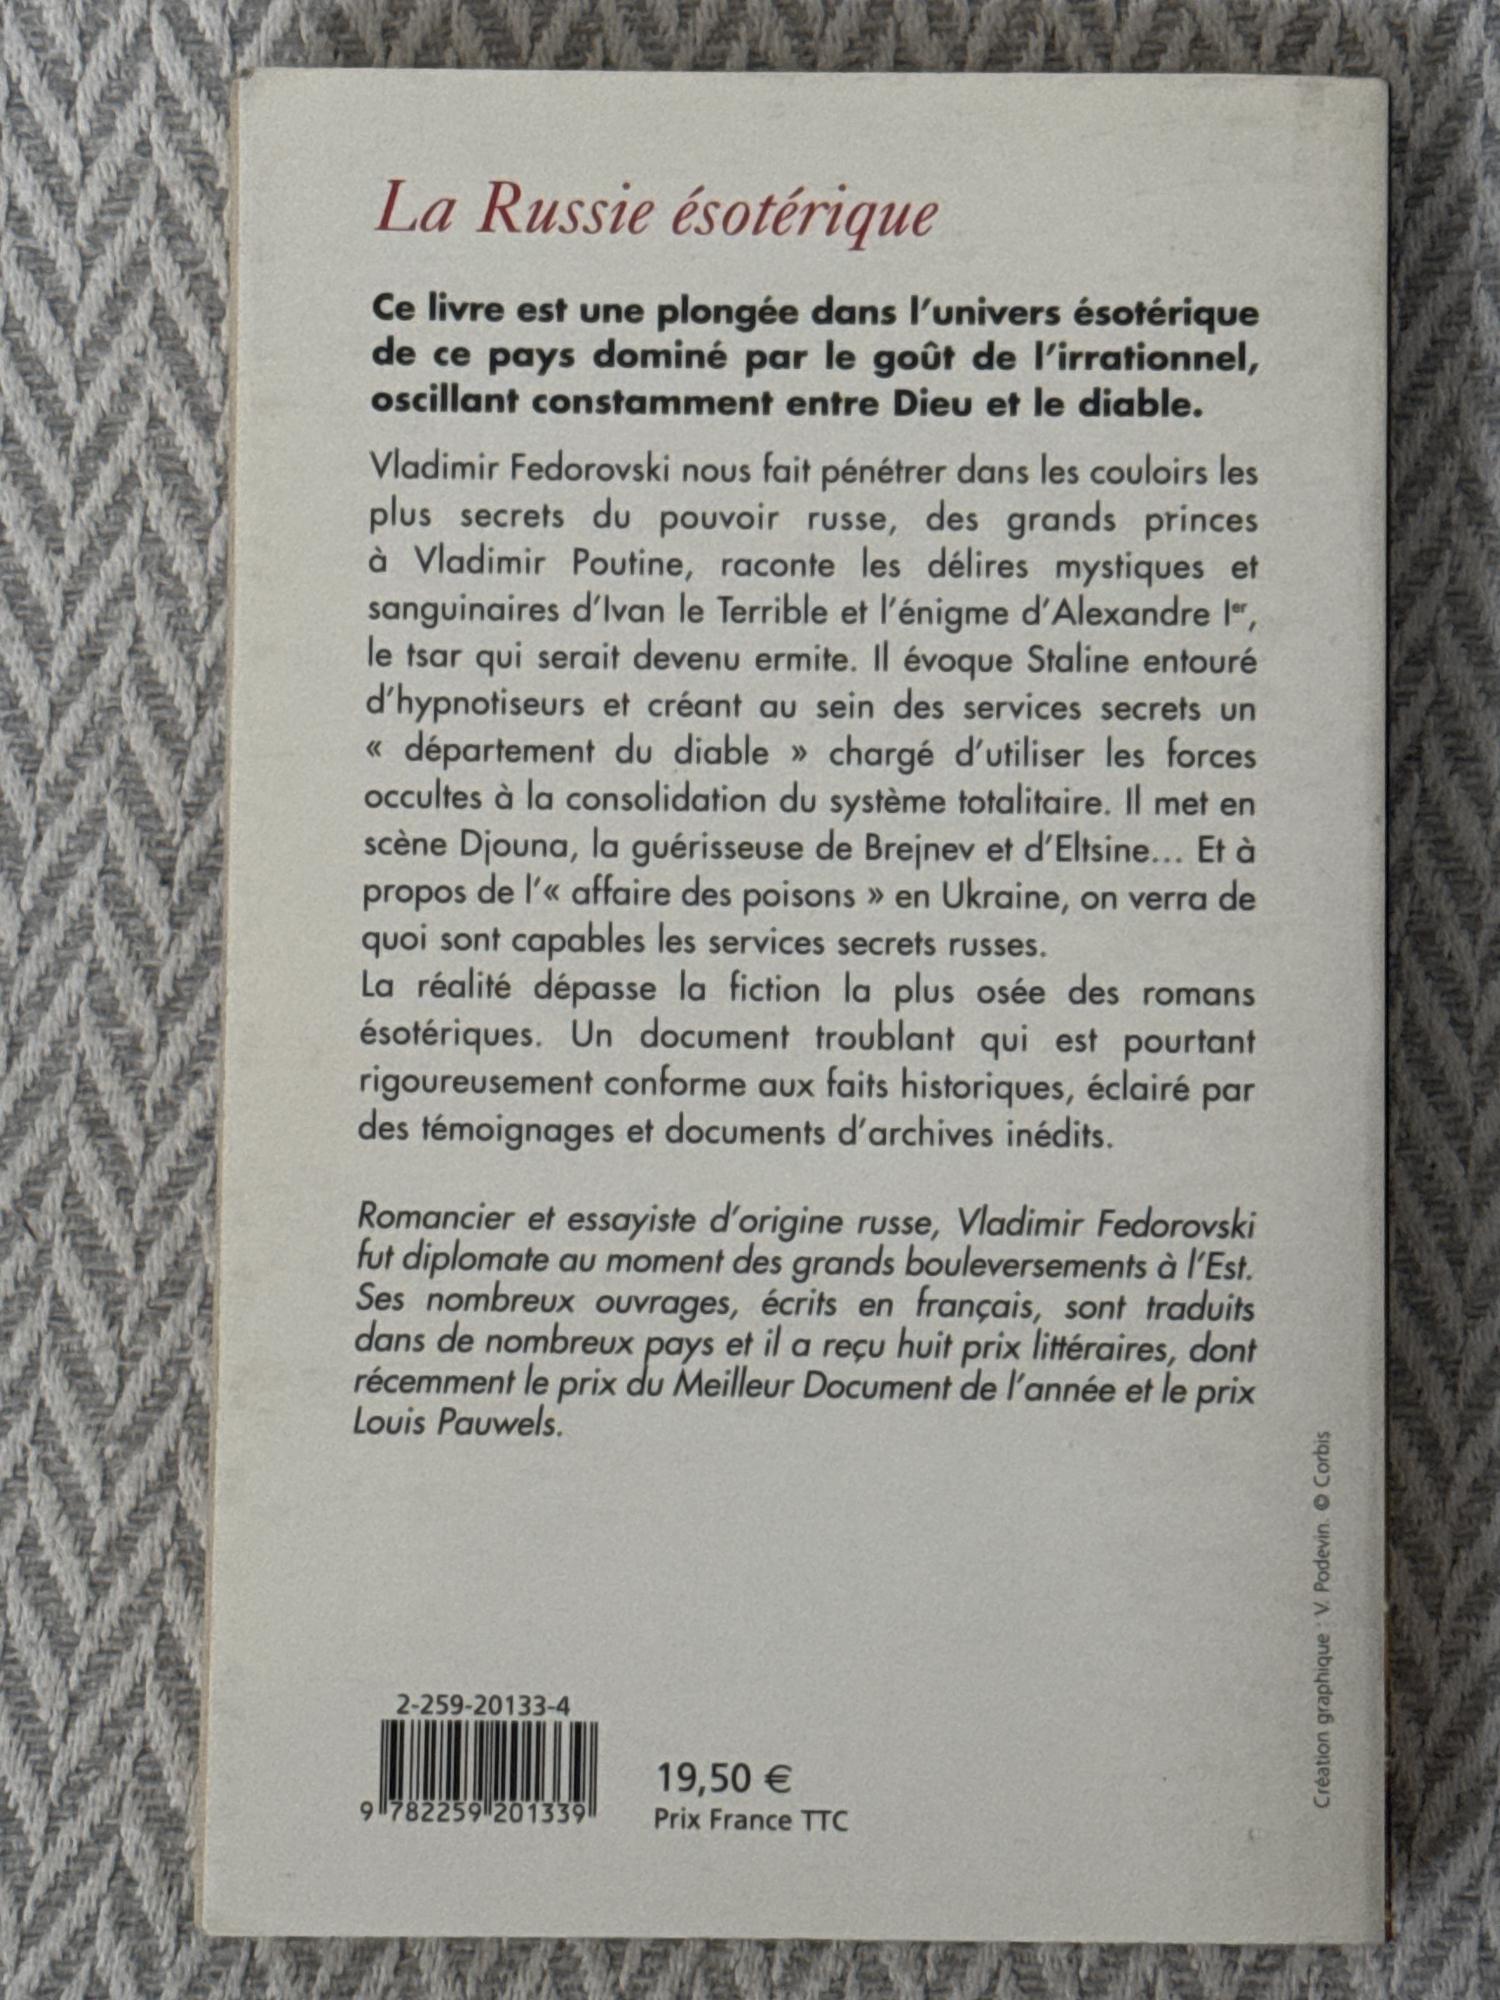 La Russie ésotérique
Ce livre est une plongée dans l'univers ésotérique
de ce pays dominé par le goût de l'irrationnel,
oscillant constamment entre Dieu et le diable.
Vladimir Fedorovski nous fait pénétrer dans les couloirs les
plus secrets du pouvoir russe, des grands princes
à Vladimir Poutine, raconte les délires mystiques et
sanguinaires d'Ivan le Terrible et l'énigme d'Alexandre Ier,
le tsar qui serait devenu ermite. Il évoque Staline entouré
d'hypnotiseurs et créant au sein des services secrets un
« département du diable » chargé d'utiliser les forces
occultes à la consolidation du système totalitaire. Il met en
scène Djouna, la guérisseuse de Brejnev et d'Eltsine... Et à
propos de l'« affaire des poisons » en Ukraine, on verra de
quoi sont capables les services secrets russes.
La réalité dépasse la fiction la plus osée des romans
ésotériques. Un document troublant qui est pourtant
rigoureusement conforme aux faits historiques, éclairé par
des témoignages et documents d'archives inédits.
Romancier et essayiste d'origine russe, Vladimir Fedorovski
fut diplomate au moment des grands bouleversements à l'Est.
Ses nombreux ouvrages, écrits en français, sont traduits
dans de nombreux pays et il a reçu huit prix littéraires, dont
récemment le prix du Meilleur Document de l'année et le prix
Louis Pauwels.
Création graphique : V. Podevin. © Corbis
2-259-20133-4
9 782259 201339
19,50 €
Prix France TTC